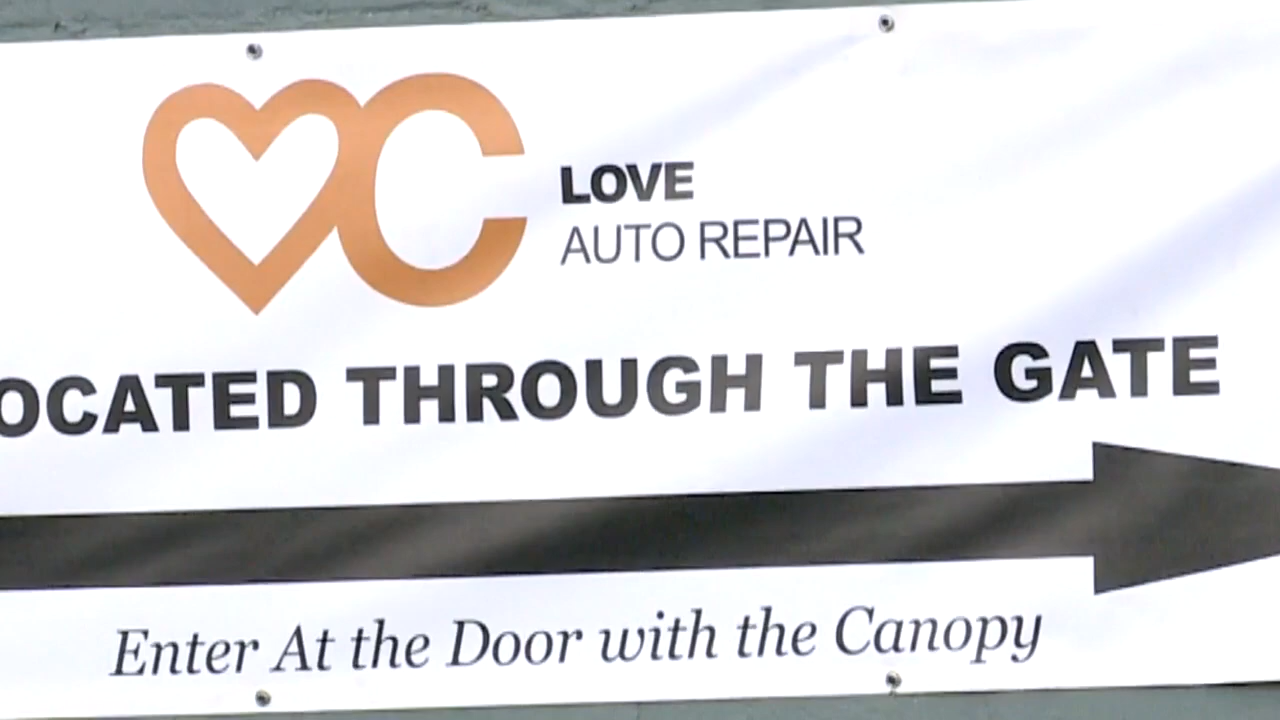 C
LOVE
AUTO REPAIR
OCATED THROUGH THE GATE
Enter At the Door with the Canopy